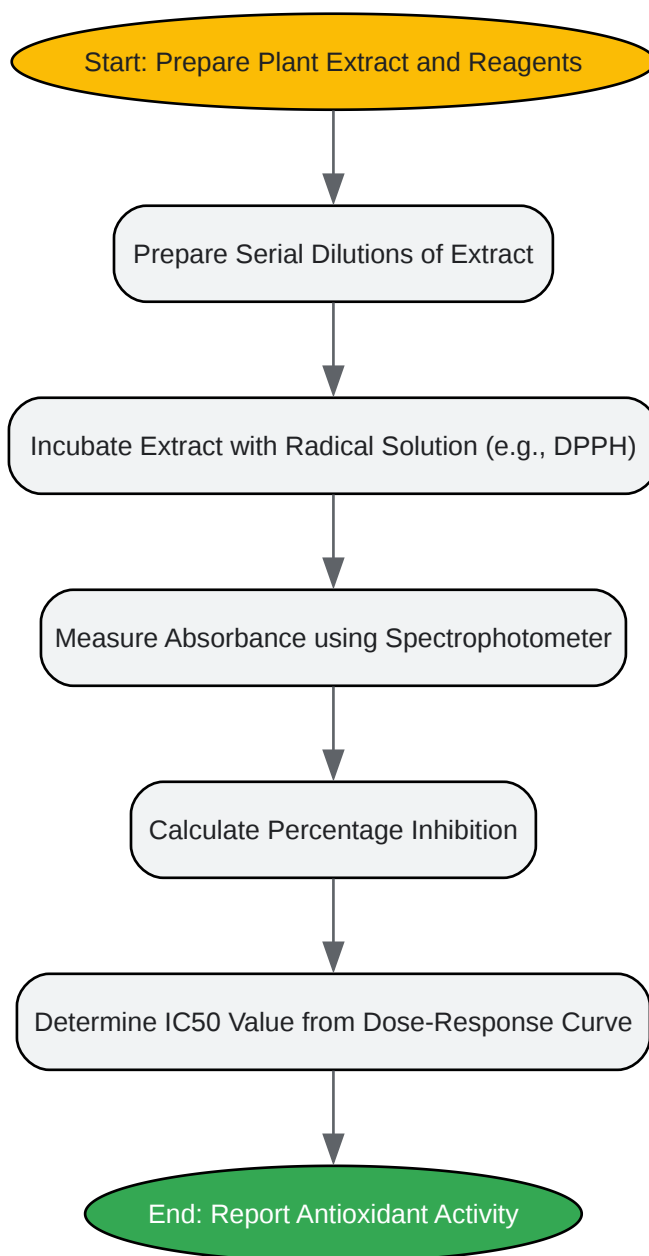 Start: Prepare Plant Extract and Reagents
Prepare Serial Dilutions of Extract
Incubate Extract with Radical Solution (e.g., DPPH)
Measure Absorbance using Spectrophotometer
Calculate Percentage Inhibition
Determine IC50 Value from Dose-Response Curve
End: Report Antioxidant Activity